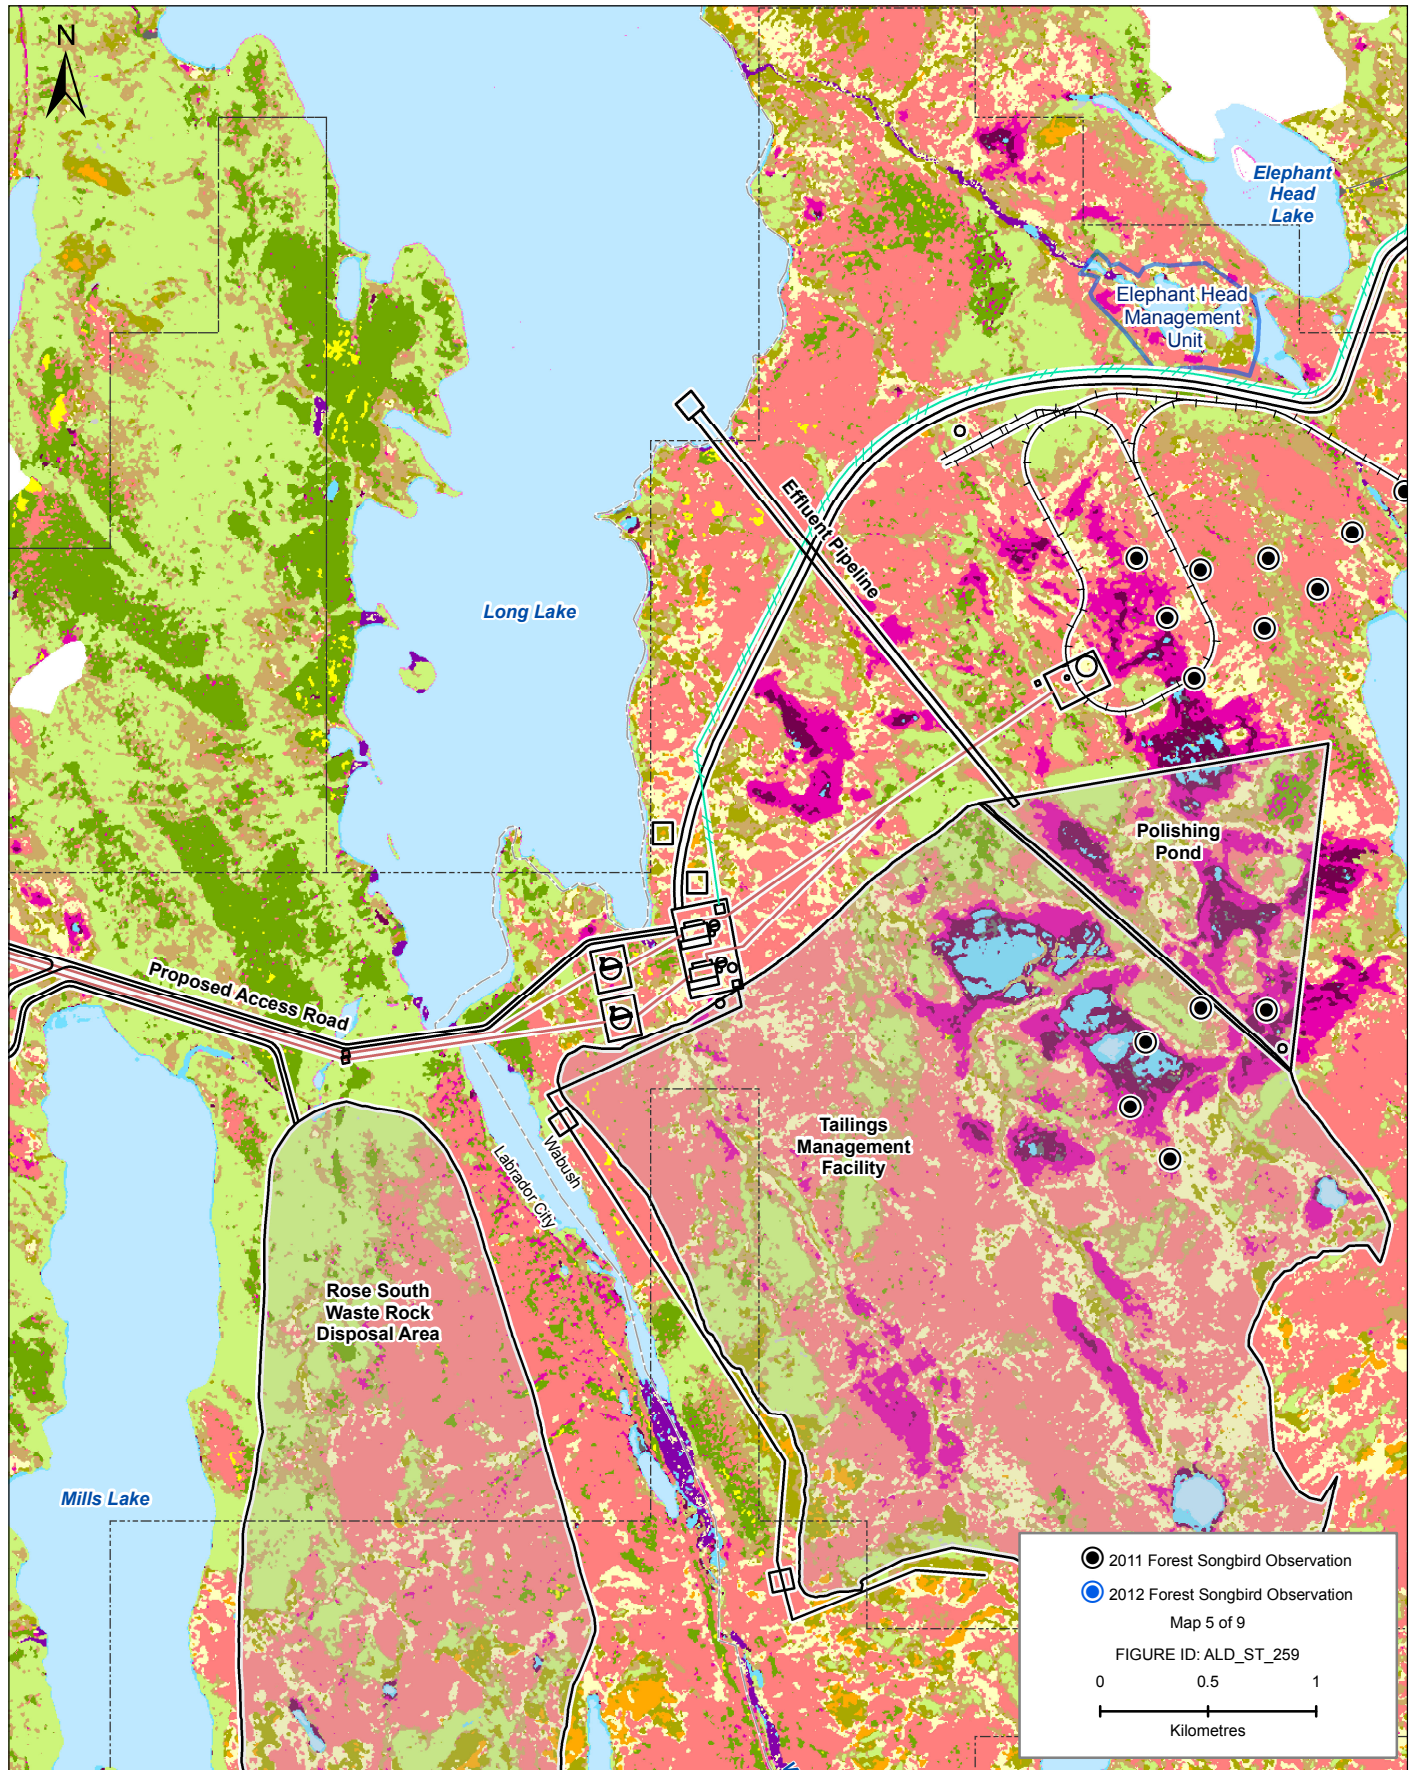 N
Elephant
Head
Lake
Elephant Head
Management
Unit
Effluent Pipeline
Long Lake
Polishing
Pond
Proposed Access Road
Wabush
Labrador City
Tailings
Management
Facility
Rose South
Waste Rock
Disposal Area
Mills Lake
2011 Forest Songbird Observation
2012 Forest Songbird Observation
Map 5 of 9
FIGURE ID: ALD_ST_259
0 0.5 1
Kilometres